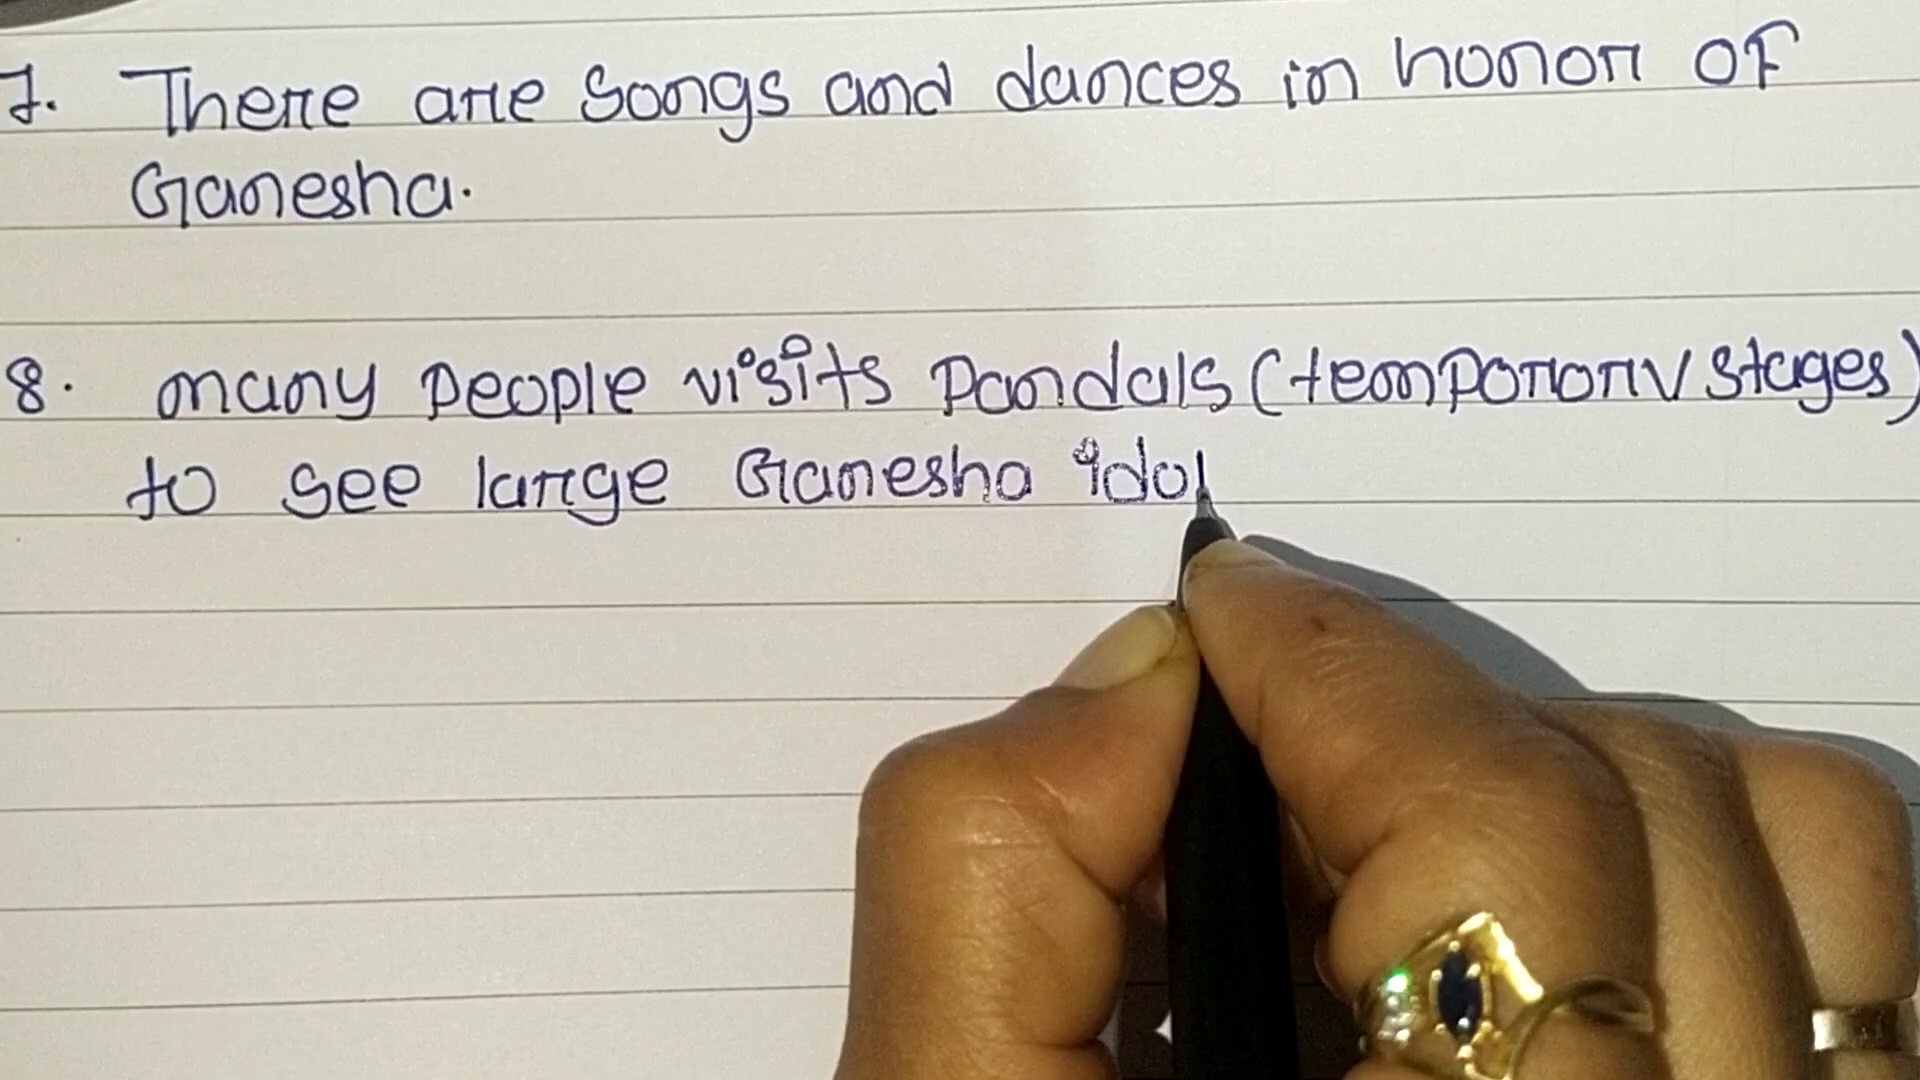 7. There are songs and dances in honor of
Ganesha.
8. many people visits pandals (temporory stages)
to see large Ganesha idol